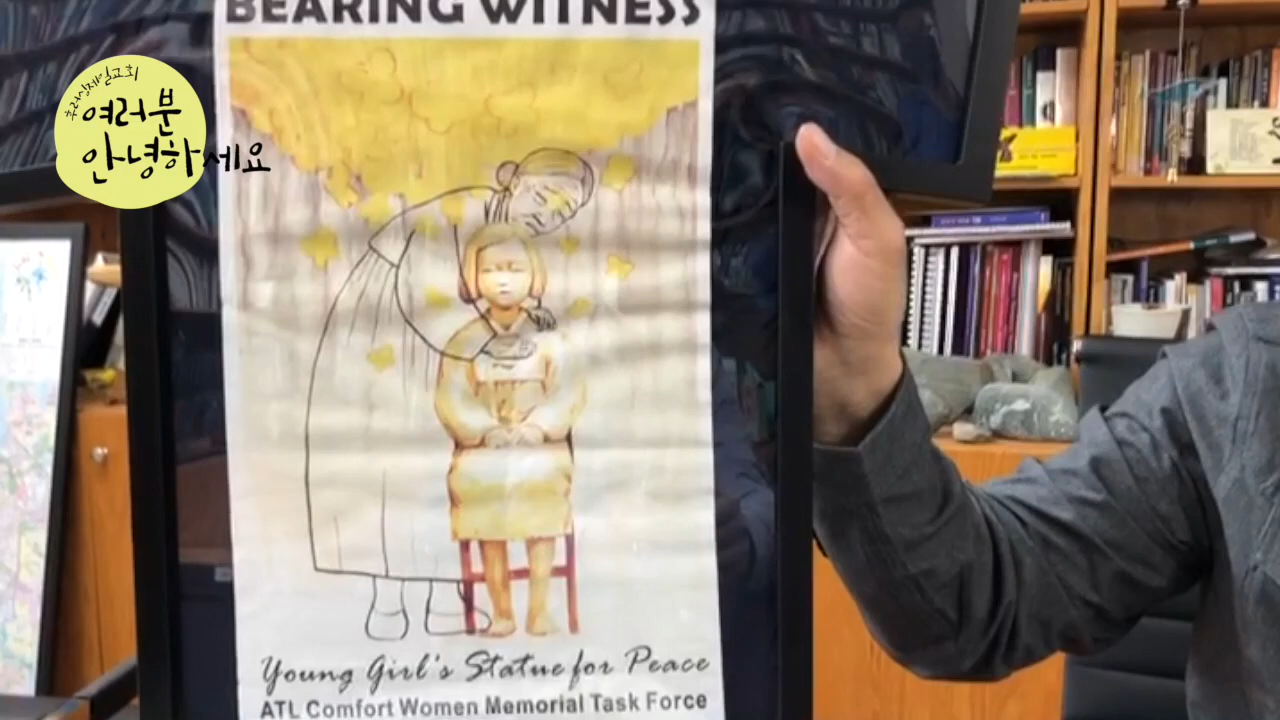 BEARING WITNESS
여러분
안녕하세요
Young Girl's Statue for Peace
ATL Comfort Women Memorial Task Force